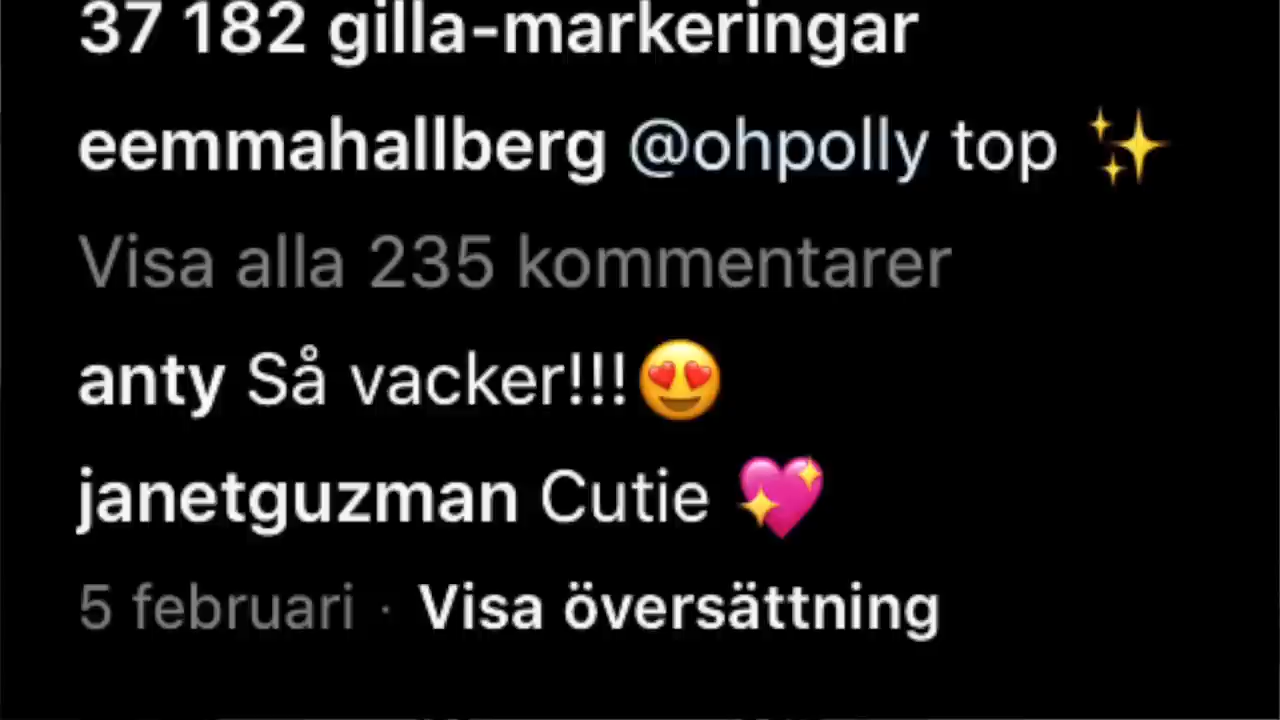 37 182 gilla-markeringar
eemmahallberg @ohpolly top ✨
Visa alla 235 kommentarer
anty Så vacker!!!😍
janetguzman Cutie 💖
5 februari · Visa översättning